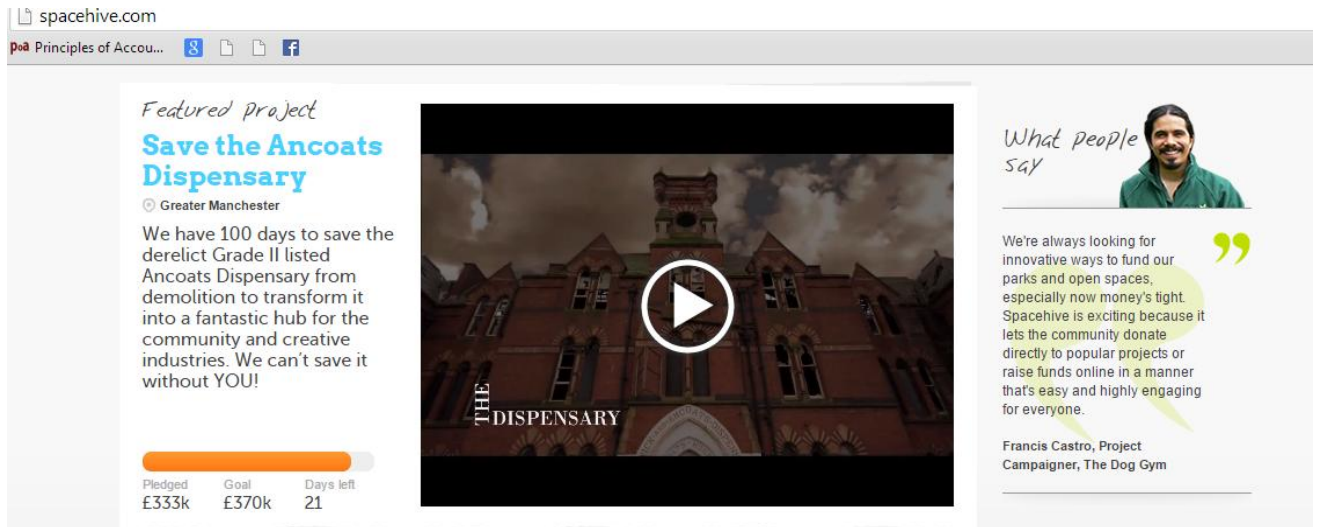 spacehive.com
poa Principles of Accou...
8
f
Featured project
Save the Ancoats
Dispensary
Greater Manchester
We have 100 days to save the
derelict Grade II listed
Ancoats Dispensary from
demolition to transform it
into a fantastic hub for the
community and creative
industries. We can't save it
without YOU!
Pledged Goal Days left
£333k £370k 21
THE
DISPENSARY
What people
say
We're always looking for
innovative ways to fund our
parks and open spaces,
especially now money's tight.
Spacehive is exciting because it
lets the community donate
directly to popular projects or
raise funds online in a manner
that's easy and highly engaging
for everyone.
Francis Castro, Project
Campaigner, The Dog Gym